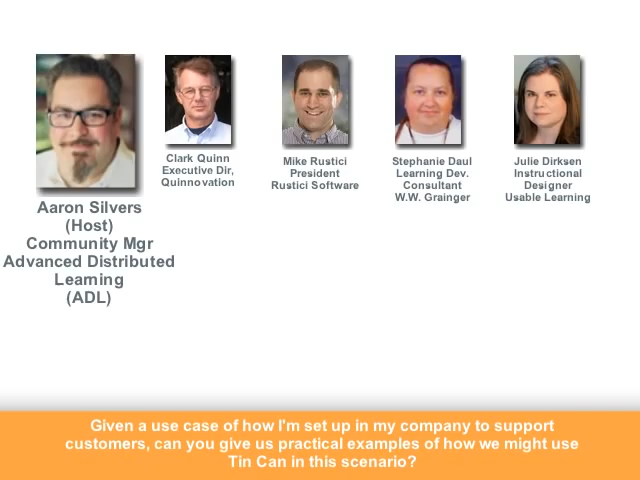 Aaron Silvers
(Host)
Community Mgr
Advanced Distributed
Learning
(ADL)
Clark Quinn
Executive Dir,
Quinnovation
Mike Rustici
President
Rustici Software
Stephanie Daul
Learning Dev.
Consultant
W.W. Grainger
Julie Dirksen
Instructional
Designer
Usable Learning
Given a use case of how I'm set up in my company to support
customers, can you give us practical examples of how we might use
Tin Can in this scenario?